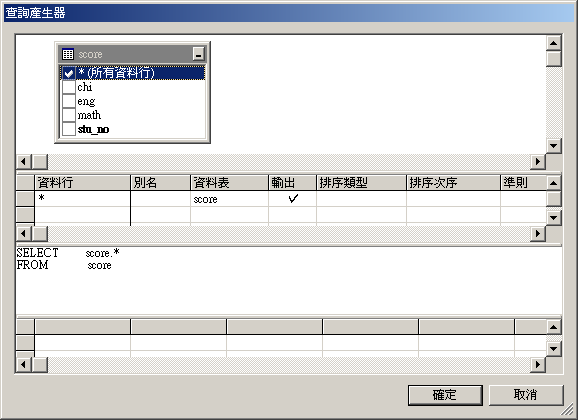 查詢產生器
score
* (所有資料行)
chi
eng
math
stu_no
資料行 別名 資料表 輸出 排序類型 排序次序 準則
* score
SELECT score.*
FROM score
確定 取消